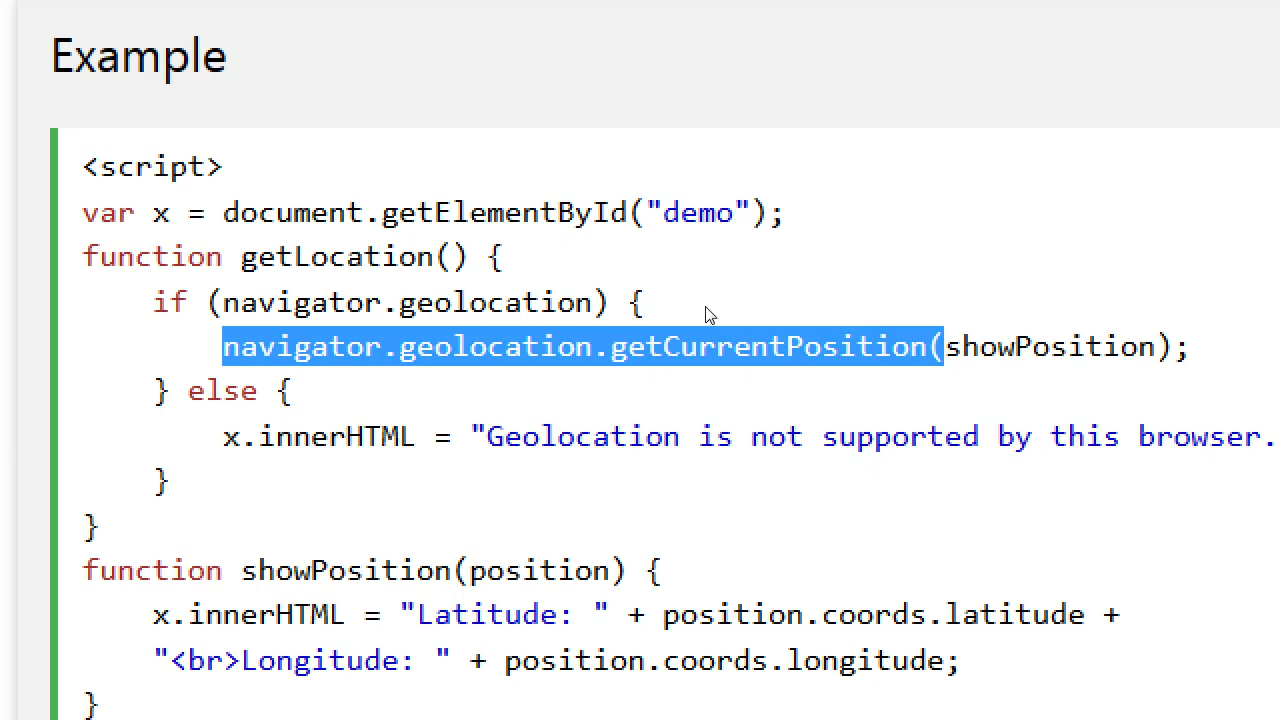 Example
<script>
var x = document.getElementById("demo");
function getLocation() {
    if (navigator.geolocation) {
        navigator.geolocation.getCurrentPosition(showPosition);
    } else {
        x.innerHTML = "Geolocation is not supported by this browser.
    }
}
function showPosition(position) {
    x.innerHTML = "Latitude: " + position.coords.latitude +
    "<br>Longitude: " + position.coords.longitude;
}